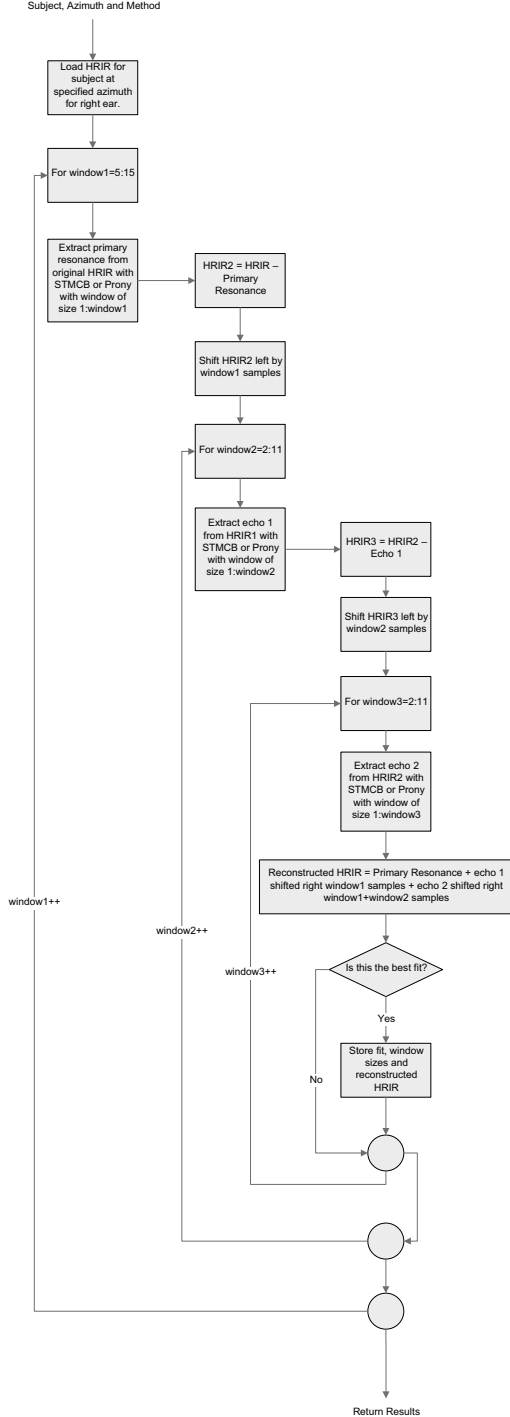 Subject, Azimuth and Method
Load HRIR for
subject at
specified azimuth
for right ear.
For window1=5:15
Extract primary
resonance from
original HRIR with
STMCB or Prony
with window of
size 1:window1
HRIR2 = HRIR –
Primary
Resonance
Shift HRIR2 left by
window1 samples
For window2=2:11
Extract echo 1
from HRIR1 with
STMCB or Prony
with window of
size 1:window2
HRIR3 = HRIR2 –
Echo 1
Shift HRIR3 left by
window2 samples
For window3=2:11
Extract echo 2
from HRIR2 with
STMCB or Prony
with window of
size 1:window3
Reconstructed HRIR = Primary Resonance + echo 1
shifted right window1 samples + echo 2 shifted right
window1+window2 samples
window1++
window2++
window3++
Is this the best fit?
Yes
No
Store fit, window
sizes and
reconstructed
HRIR
Return Results